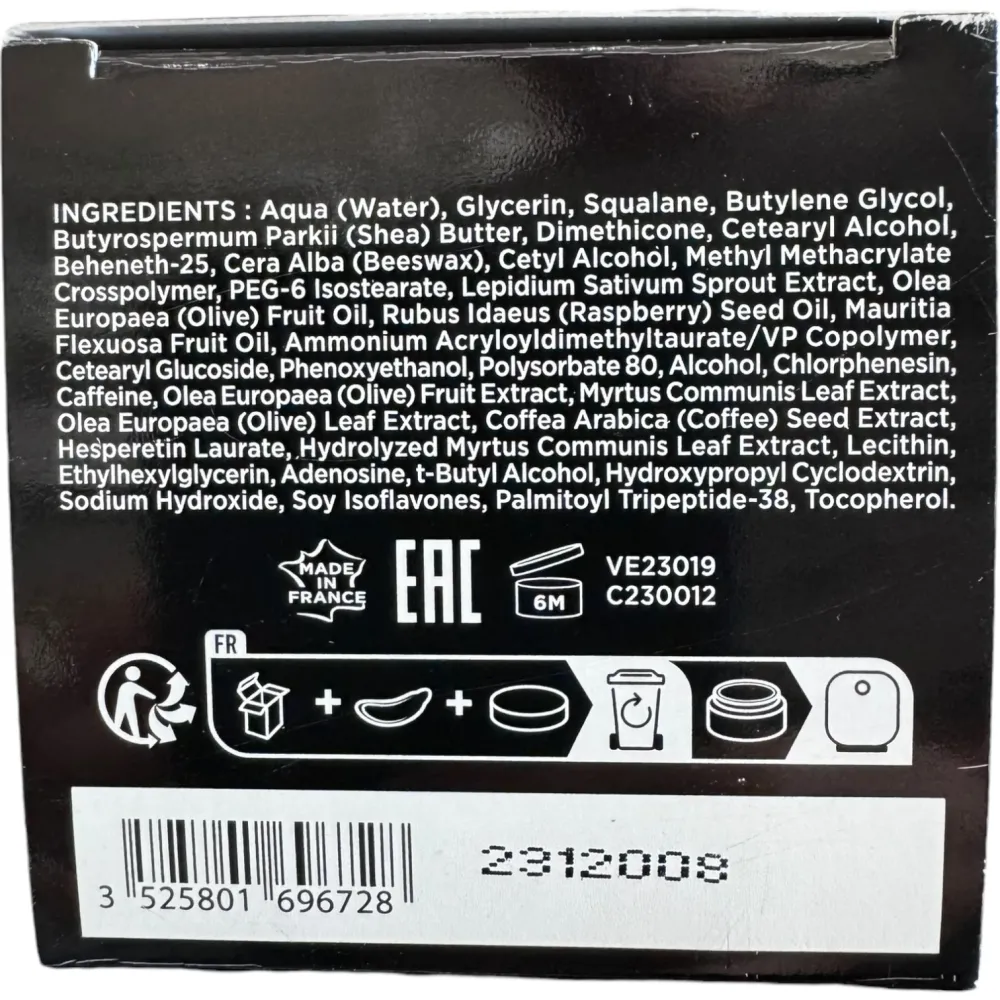 INGREDIENTS : Aqua (Water), Glycerin, Squalane, Butylene Glycol,
Butyrospermum Parkii (Shea) Butter, Dimethicone, Cetearyl Alcohol,
Beheneth-25, Cera Alba (Beeswax), Cetyl Alcohol, Methyl Methacrylate
Crosspolymer, PEG-6 Isostearate, Lepidium Sativum Sprout Extract, Olea
Europaea (Olive) Fruit Oil, Rubus Idaeus (Raspberry) Seed Oil, Mauritia
Flexuosa Fruit Oil, Ammonium Acryloyldimethyltaurate/VP Copolymer,
Cetearyl Glucoside, Phenoxyethanol, Polysorbate 80, Alcohol, Chlorphenesin,
Caffeine, Olea Europaea (Olive) Fruit Extract, Myrtus Communis Leaf Extract,
Olea Europaea (Olive) Leaf Extract, Coffea Arabica (Coffee) Seed Extract,
Hesperetin Laurate, Hydrolyzed Myrtus Communis Leaf Extract, Lecithin,
Ethylhexylglycerin, Adenosine, t-Butyl Alcohol, Hydroxypropyl Cyclodextrin,
Sodium Hydroxide, Soy Isoflavones, Palmitoyl Tripeptide-38, Tocopherol.
MADE
IN
FRANCE
EAC
6M
VE23019
C230012
FR
3 525801 696728
2312008